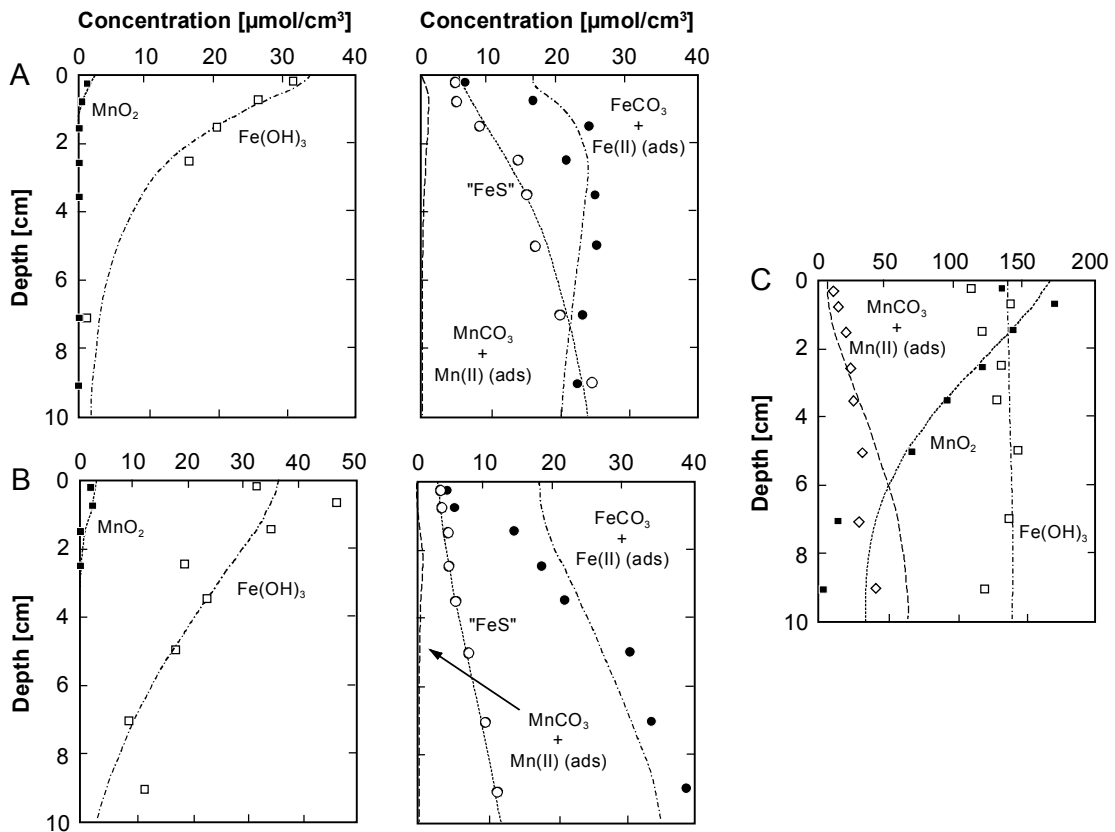 Concentration [µmol/cm³]
Concentration [µmol/cm³]
A
0 10 20 30 40
0 10 20 30 40
0
2
4
6
8
10
Depth [cm]
MnO₂
Fe(OH)₃
FeCO₃
+
Fe(II) (ads)
"FeS"
MnCO₃
+
Mn(II) (ads)
B
0 10 20 30 40 50
0 10 20 30 40
0
2
4
6
8
10
Depth [cm]
MnO₂
Fe(OH)₃
FeCO₃
+
Fe(II) (ads)
"FeS"
MnCO₃
+
Mn(II) (ads)
C
0 50 100 150 200
0
2
4
6
8
10
Depth [cm]
MnCO₃
+
Mn(II) (ads)
MnO₂
Fe(OH)₃